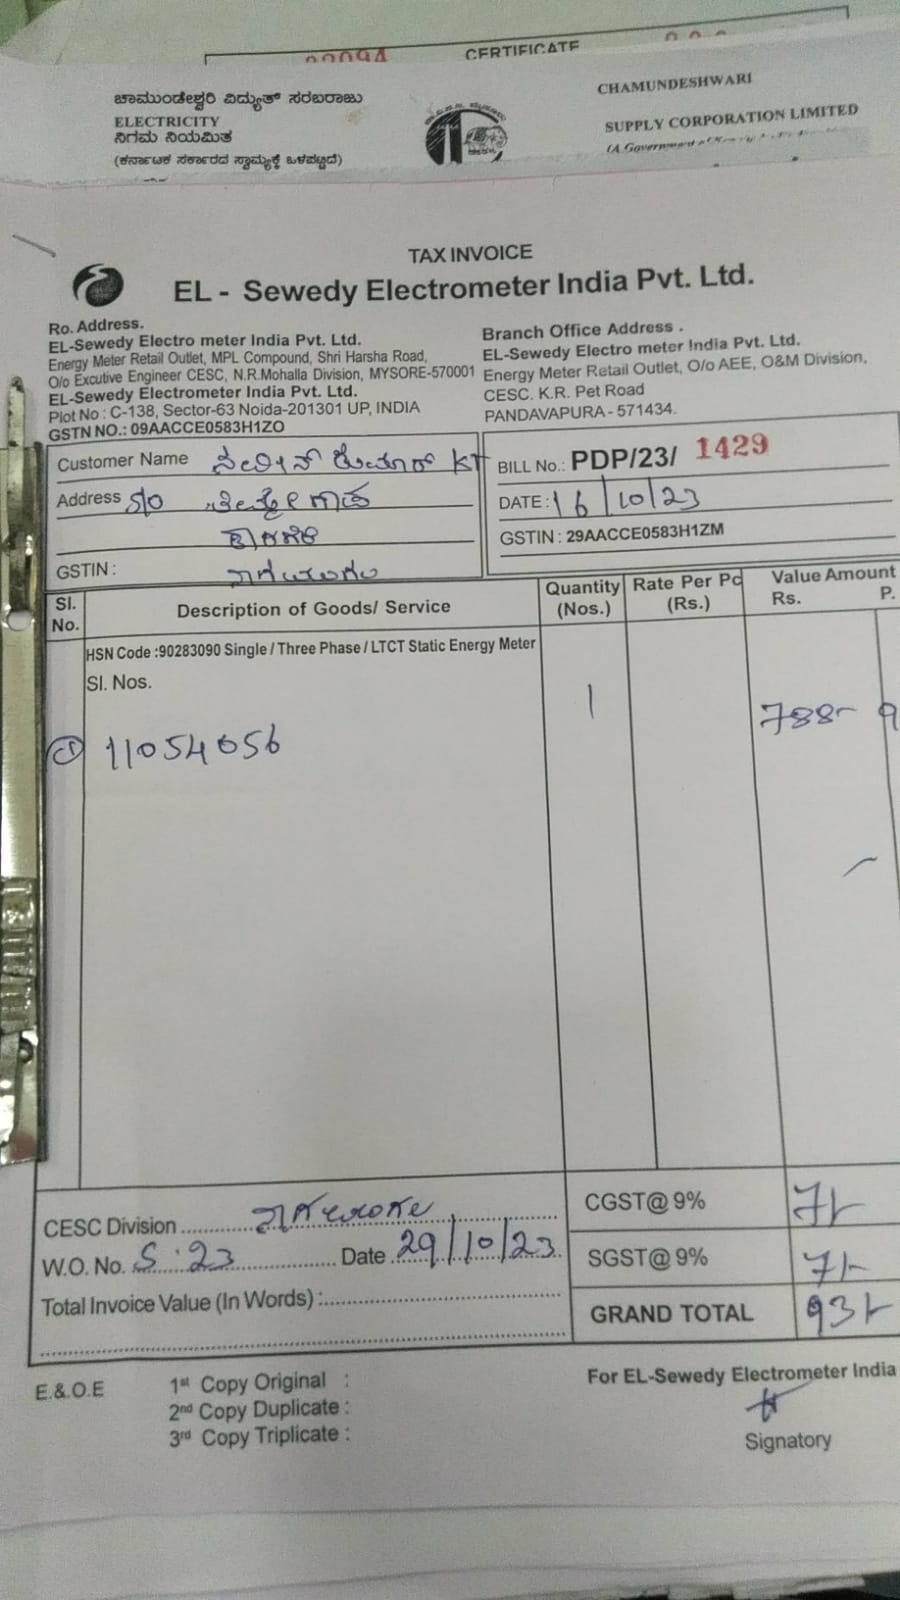 CERTIFICATE
ಚಾಮುಂಡೇಶ್ವರಿ ವಿದ್ಯುತ್ ಸರಬರಾಜು
ELECTRICITY
ನಿಗಮ ನಿಯಮಿತ
(ಕರ್ನಾಟಕ ಸರ್ಕಾರದ ಸ್ವಾಮ್ಯಕ್ಕೆ ಒಳಪಟ್ಟಿದೆ)
CHAMUNDESHWARI
SUPPLY CORPORATION LIMITED
(A Government of
TAX INVOICE
EL - Sewedy Electrometer India Pvt. Ltd.
Ro. Address.
EL-Sewedy Electro meter India Pvt. Ltd.
Energy Meter Retail Outlet, MPL Compound, Shri Harsha Road,
O/o Excutive Engineer CESC, N.R.Mohalla Division, MYSORE-570001
EL-Sewedy Electrometer India Pvt. Ltd.
Plot No : C-138, Sector-63 Noida-201301 UP, INDIA
GSTN NO.: 09AACCE0583H1ZO
Branch Office Address .
EL-Sewedy Electro meter India Pvt. Ltd.
Energy Meter Retail Outlet, O/o AEE, O&M Division,
CESC. K.R. Pet Road
PANDAVAPURA - 571434.
Customer Name ಕುಮಾರ್ KT
Address S/O
GSTIN :
BILL No.: PDP/23/ 1429
DATE : 16/10/23
GSTIN : 29AACCE0583H1ZM
Sl. No. Description of Goods/ Service Quantity (Nos.) Rate Per Pc (Rs.) Value Amount Rs. P.
HSN Code :90283090 Single / Three Phase / LTCT Static Energy Meter
Sl. Nos.
1 788-
① 11054056
CESC Division
W.O. No. S 23 Date 29/10/23
Total Invoice Value (In Words) :
CGST@ 9% 71-
SGST@ 9% 71-
GRAND TOTAL 931-
E.& O.E
1st Copy Original :
2nd Copy Duplicate :
3rd Copy Triplicate :
For EL-Sewedy Electrometer India
Signatory